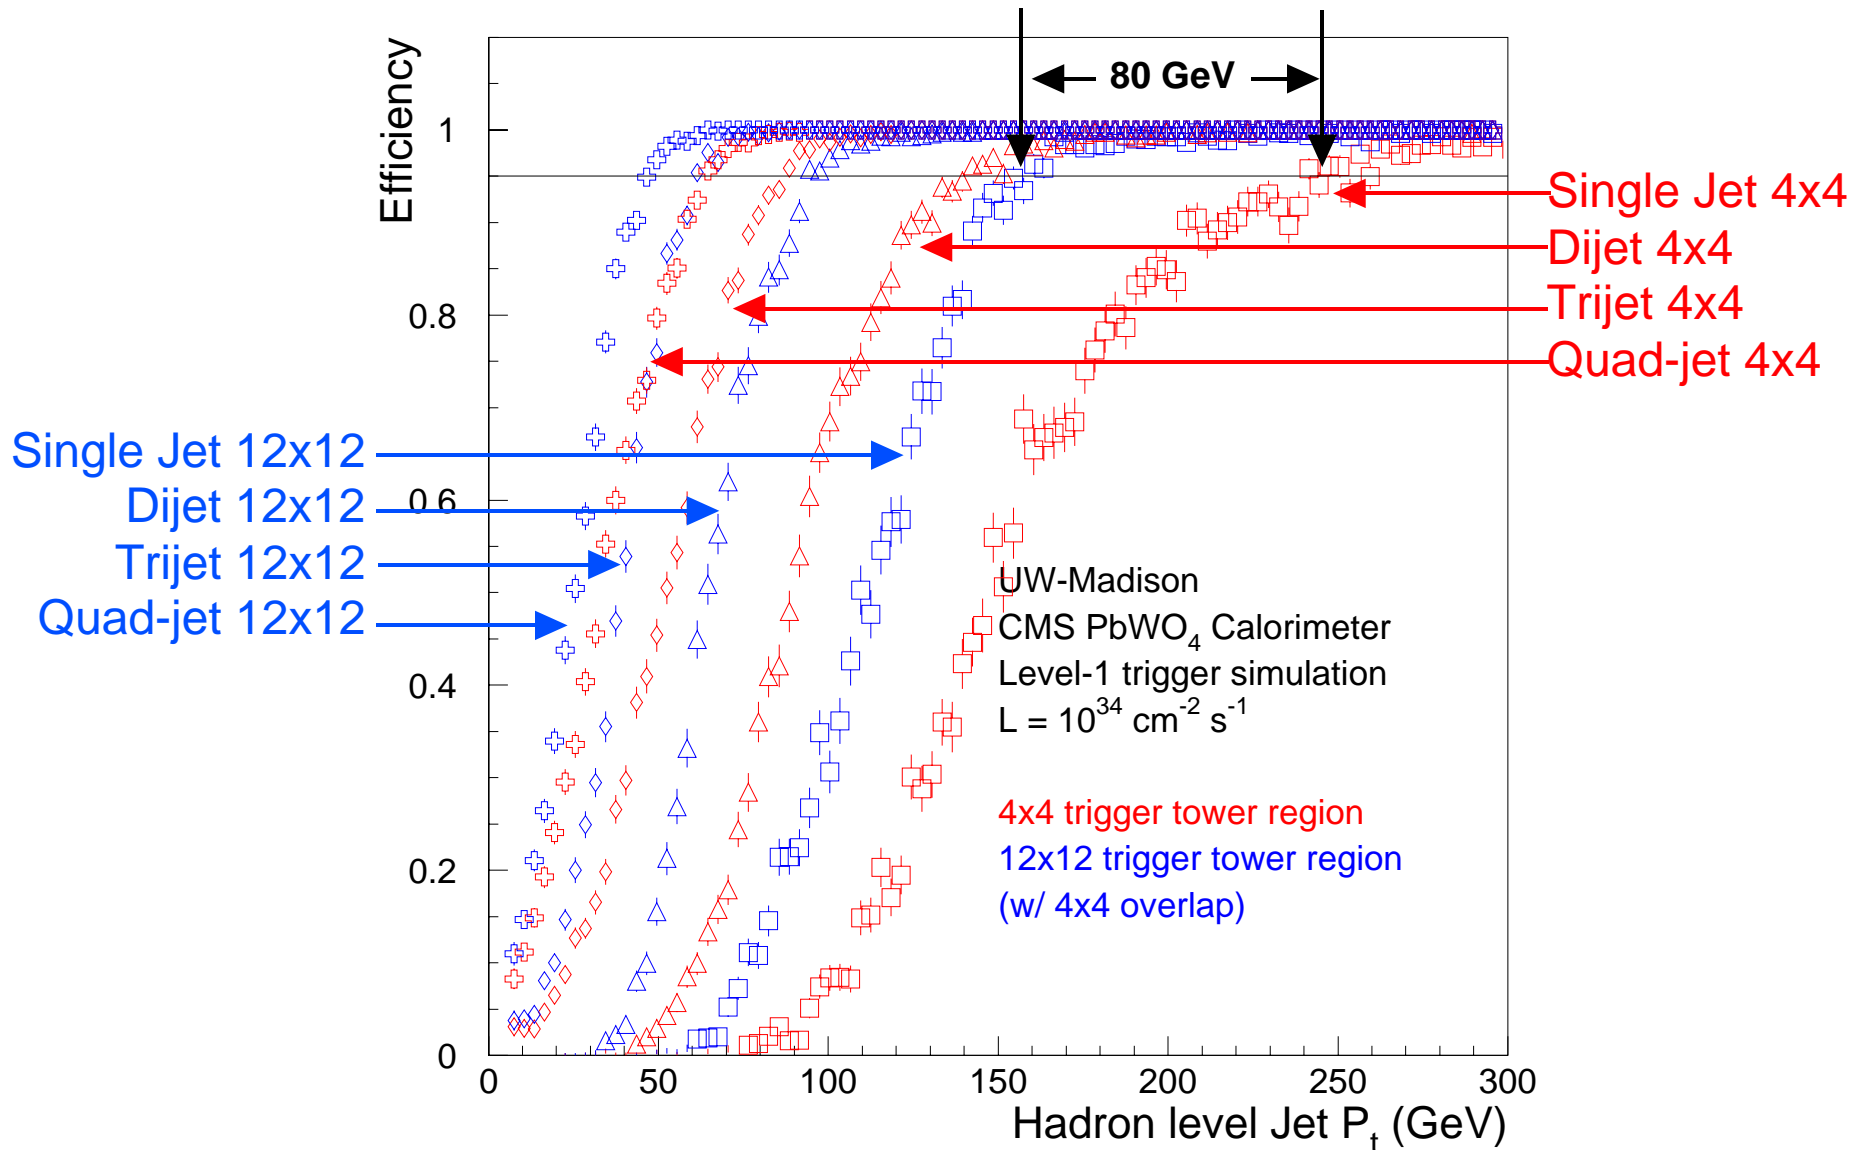 80 GeV
Efficiency
1
0.8
0.6
0.4
0.2
0
Single Jet 4x4
Dijet 4x4
Trijet 4x4
Quad-jet 4x4
Single Jet 12x12
Dijet 12x12
Trijet 12x12
Quad-jet 12x12
UW-Madison
CMS PbWO₄ Calorimeter
Level-1 trigger simulation
L = 10³⁴ cm⁻² s⁻¹
4x4 trigger tower region
12x12 trigger tower region
(w/ 4x4 overlap)
0 50 100 150 200 250 300
Hadron level Jet Pₜ (GeV)